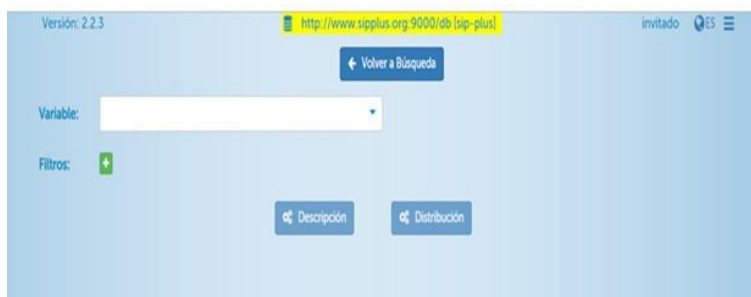 Versión: 2.2.3 http://www.sipplus.org:9000/db [sip-plus] invitado ES
Volver a Búsqueda
Variable:
Filtros:
Descripción Distribución